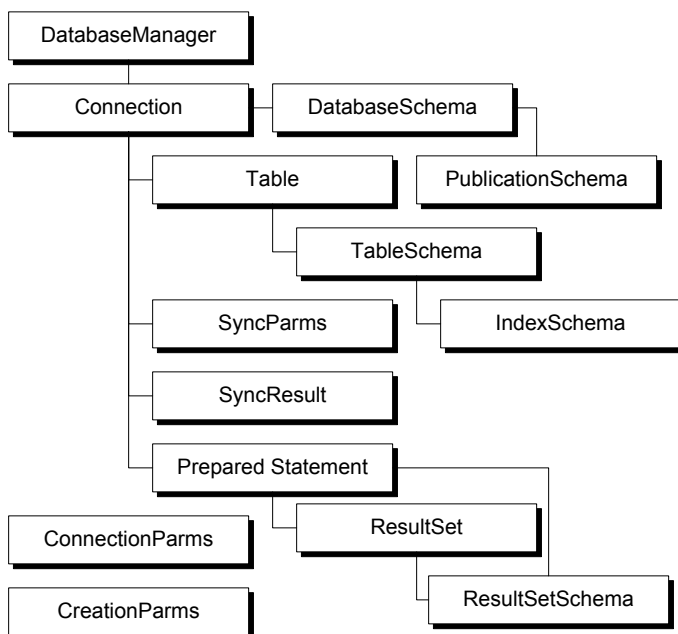 DatabaseManager
Connection
DatabaseSchema
Table
PublicationSchema
TableSchema
SyncParms
IndexSchema
SyncResult
Prepared Statement
ConnectionParms
ResultSet
CreationParms
ResultSetSchema